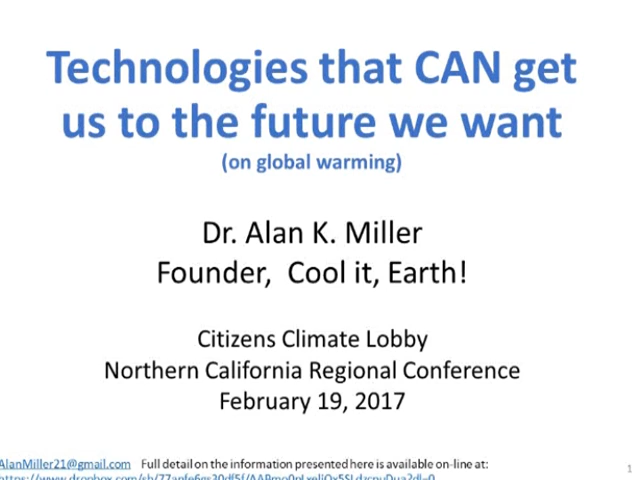 Technologies that CAN get
us to the future we want
(on global warming)
Dr. Alan K. Miller
Founder, Cool it, Earth!
Citizens Climate Lobby
Northern California Regional Conference
February 19, 2017
AlanMiller21@gmail.com Full detail on the information presented here is available on-line at:
1